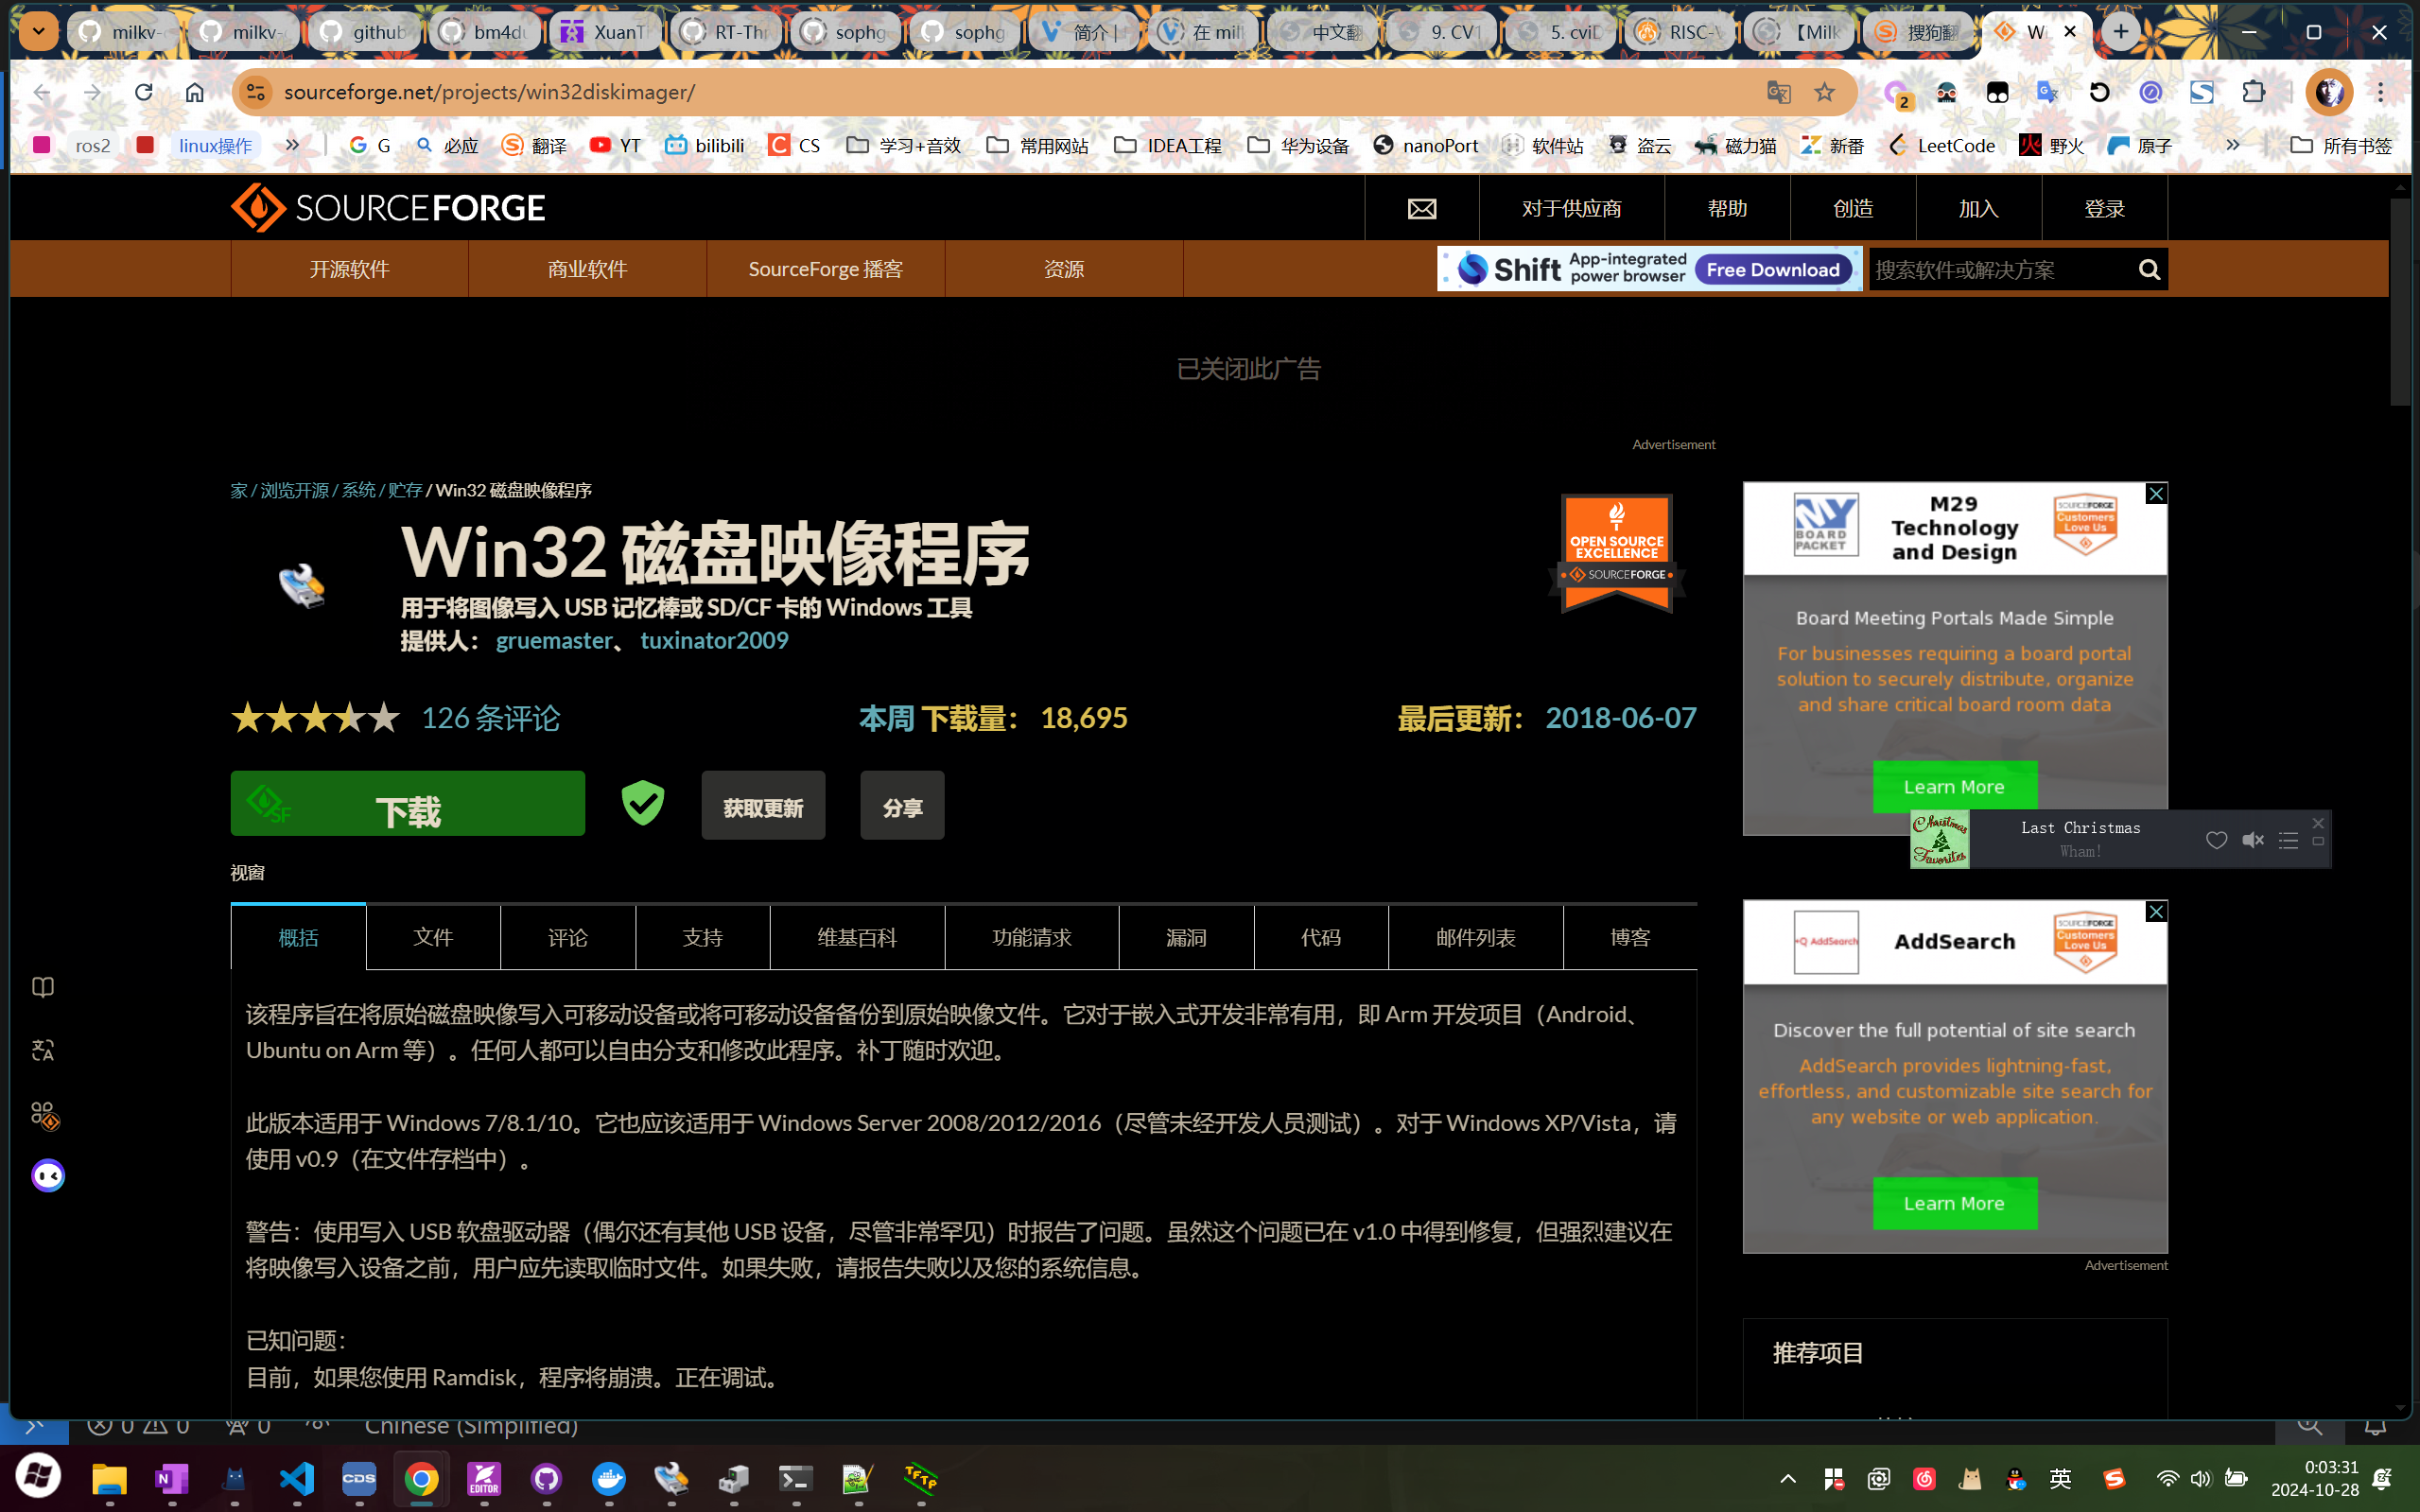 milkv-
milkv-
github
bm4du
XuanT
RT-Thr
sophg
sophg
简介 |
在 milk
中文翻
9. CV1
5. cviD
RISC-V
【Milk
搜狗翻
W
sourceforge.net/projects/win32diskimager/
2
ros2 linux操作 G 必应 翻译 YT bilibili CS 学习+音效 常用网站 IDEA工程 华为设备 nanoPort 软件站 盗云 磁力猫 新番 LeetCode 野火 原子 所有书签
SOURCEFORGE
对于供应商 帮助 创造 加入 登录
开源软件 商业软件 SourceForge 播客 资源
Shift App-integrated power browser Free Download
搜索软件或解决方案
已关闭此广告
Advertisement
家 / 浏览开源 / 系统 / 贮存 / Win32 磁盘映像程序
Win32 磁盘映像程序
用于将图像写入 USB 记忆棒或 SD/CF 卡的 Windows 工具
提供人： gruemaster、 tuxinator2009
OPEN SOURCE
EXCELLENCE
SOURCEFORGE
126 条评论
本周 下载量： 18,695
最后更新： 2018-06-07
SF
下载
获取更新
分享
视窗
概括 文件 评论 支持 维基百科 功能请求 漏洞 代码 邮件列表 博客
该程序旨在将原始磁盘映像写入可移动设备或将可移动设备备份到原始映像文件。它对于嵌入式开发非常有用，即 Arm 开发项目（Android、
Ubuntu on Arm 等）。任何人都可以自由分支和修改此程序。补丁随时欢迎。
此版本适用于 Windows 7/8.1/10。它也应该适用于 Windows Server 2008/2012/2016（尽管未经开发人员测试）。对于 Windows XP/Vista，请
使用 v0.9（在文件存档中）。
警告：使用写入 USB 软盘驱动器（偶尔还有其他 USB 设备，尽管非常罕见）时报告了问题。虽然这个问题已在 v1.0 中得到修复，但强烈建议在
将映像写入设备之前，用户应先读取临时文件。如果失败，请报告失败以及您的系统信息。
已知问题：
目前，如果您使用 Ramdisk，程序将崩溃。正在调试。
MY
BOARD
PACKET
M29
Technology
and Design
SOURCEFORGE
Customers
Love Us
Board Meeting Portals Made Simple
For businesses requiring a board portal
solution to securely distribute, organize
and share critical board room data
Learn More
Christmas
Favorites
Last Christmas
Wham!
AddSearch
AddSearch
SOURCEFORGE
Customers
Love Us
Discover the full potential of site search
AddSearch provides lightning-fast,
effortless, and customizable site search for
any website or web application.
Learn More
Advertisement
推荐项目
0 0 0 Chinese (Simplified)
N
CDS
EDITOR
TFTP
英
0:03:31
2024-10-28